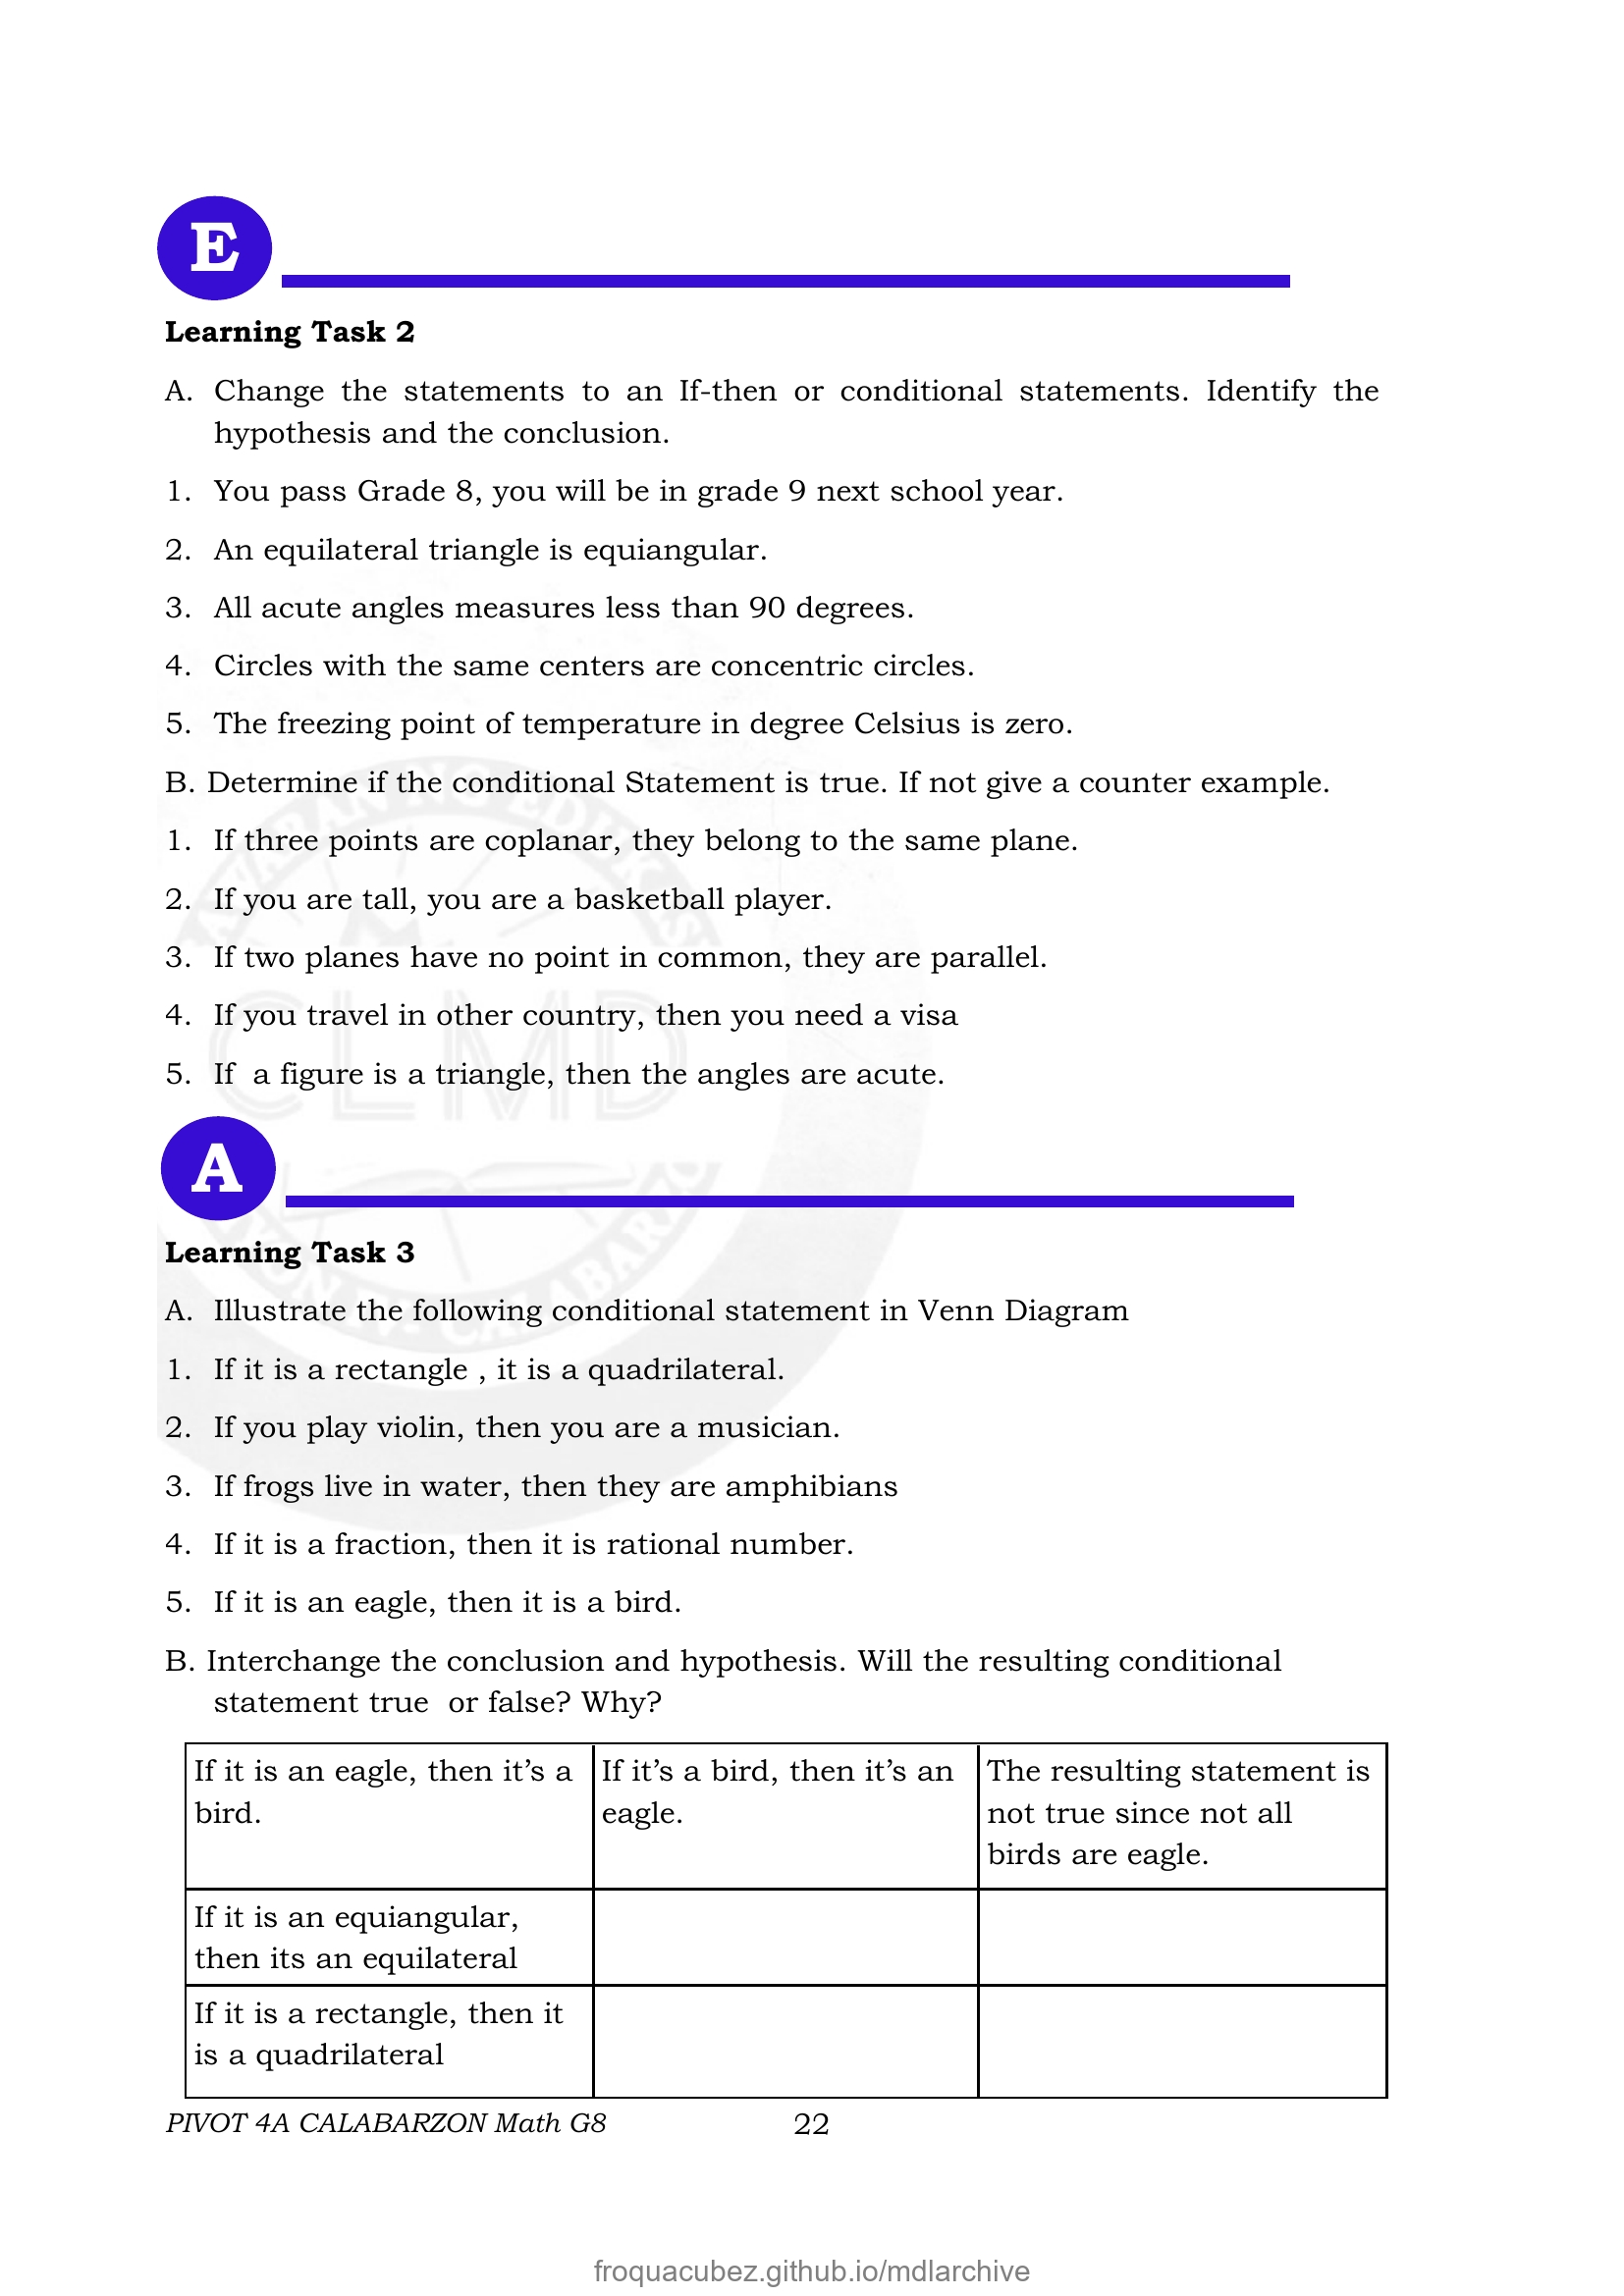 E
Learning Task 2
A. Change the statements to an If-then or conditional statements. Identify the
hypothesis and the conclusion.
1. You pass Grade 8, you will be in grade 9 next school year.
2. An equilateral triangle is equiangular.
3. All acute angles measures less than 90 degrees.
4. Circles with the same centers are concentric circles.
5. The freezing point of temperature in degree Celsius is zero.
B. Determine if the conditional Statement is true. If not give a counter example.
1. If three points are coplanar, they belong to the same plane.
2. If you are tall, you are a basketball player.
3. If two planes have no point in common, they are parallel.
4. If you travel in other country, then you need a visa
5. If a figure is a triangle, then the angles are acute.
CLMD
A
Learning Task 3
A. Illustrate the following conditional statement in Venn Diagram
1. If it is a rectangle , it is a quadrilateral.
2. If you play violin, then you are a musician.
3. If frogs live in water, then they are amphibians
4. If it is a fraction, then it is rational number.
5. If it is an eagle, then it is a bird.
B. Interchange the conclusion and hypothesis. Will the resulting conditional
statement true or false? Why?
If it is an eagle, then it's a
bird.
If it's a bird, then it's an
eagle.
The resulting statement is
not true since not all
birds are eagle.
If it is an equiangular,
then its an equilateral
If it is a rectangle, then it
is a quadrilateral
PIVOT 4A CALABARZON Math G8
22
froquacubez.github.io/mdlarchive